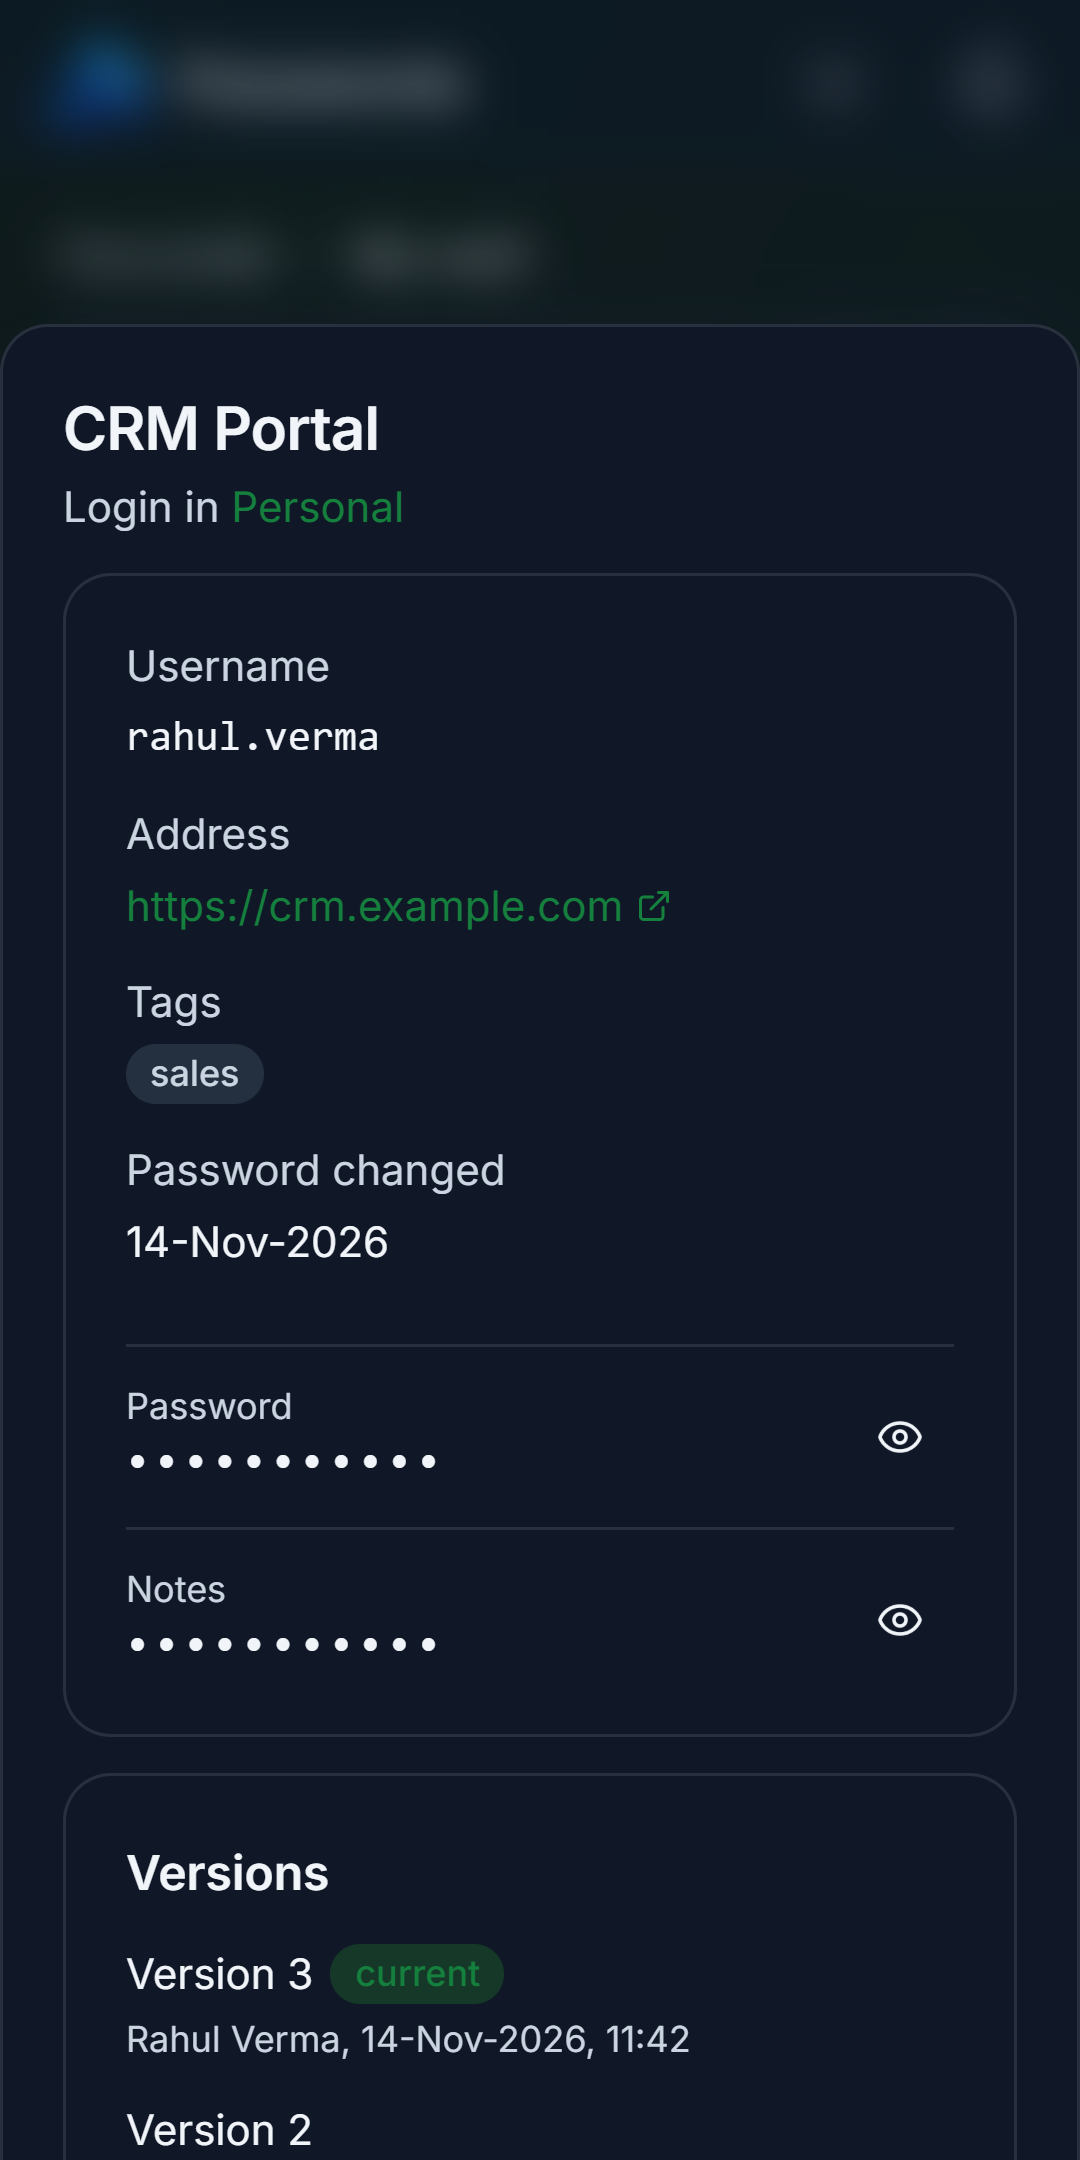 CRM Portal
Login in Personal
Username
rahul.verma
Address
https://crm.example.com
Tags
sales
Password changed
14-Nov-2026
Password
•••••••••••
Notes
•••••••••••
Versions
Version 3 current
Rahul Verma, 14-Nov-2026, 11:42
Version 2